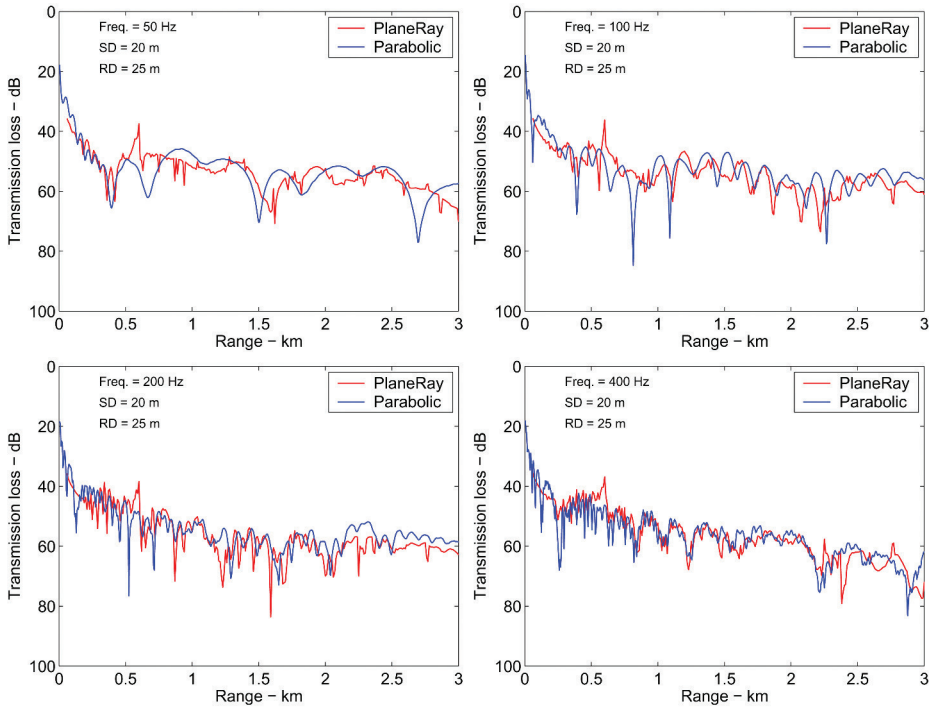 0
20
40
60
80
100
Transmission loss – dB
Freq. = 50 Hz
SD = 20 m
RD = 25 m
PlaneRay
Parabolic
0 0.5 1 1.5 2 2.5 3
Range – km
0
20
40
60
80
100
Transmission loss – dB
Freq. = 100 Hz
SD = 20 m
RD = 25 m
PlaneRay
Parabolic
0 0.5 1 1.5 2 2.5 3
Range – km
0
20
40
60
80
100
Transmission loss – dB
Freq. = 200 Hz
SD = 20 m
RD = 25 m
PlaneRay
Parabolic
0 0.5 1 1.5 2 2.5 3
Range – km
0
20
40
60
80
100
Transmission loss – dB
Freq. = 400 Hz
SD = 20 m
RD = 25 m
PlaneRay
Parabolic
0 0.5 1 1.5 2 2.5 3
Range – km